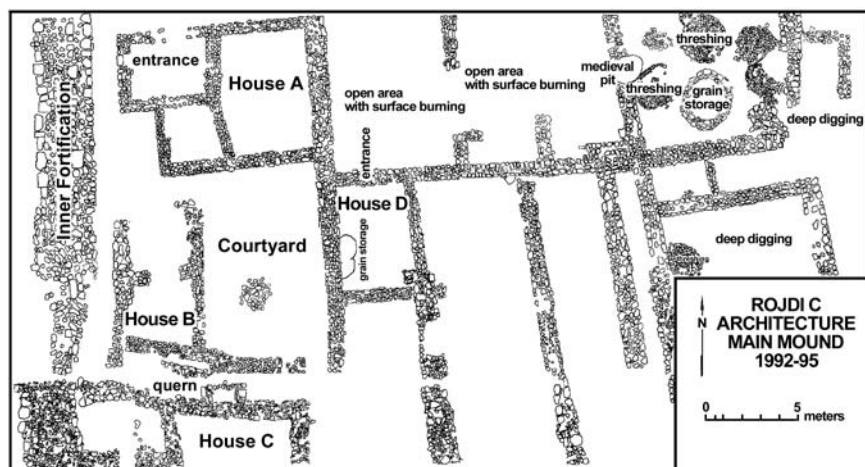 entrance
House A
Inner Fortification
open area
with surface burning
open area
with surface burning
medieval
pit
threshing
threshing
grain
storage
deep digging
entrance
House D
grain storage
Courtyard
deep digging
House B
quern
House C
ROJDI C
ARCHITECTURE
MAIN MOUND
1992-95
N
0 5
meters